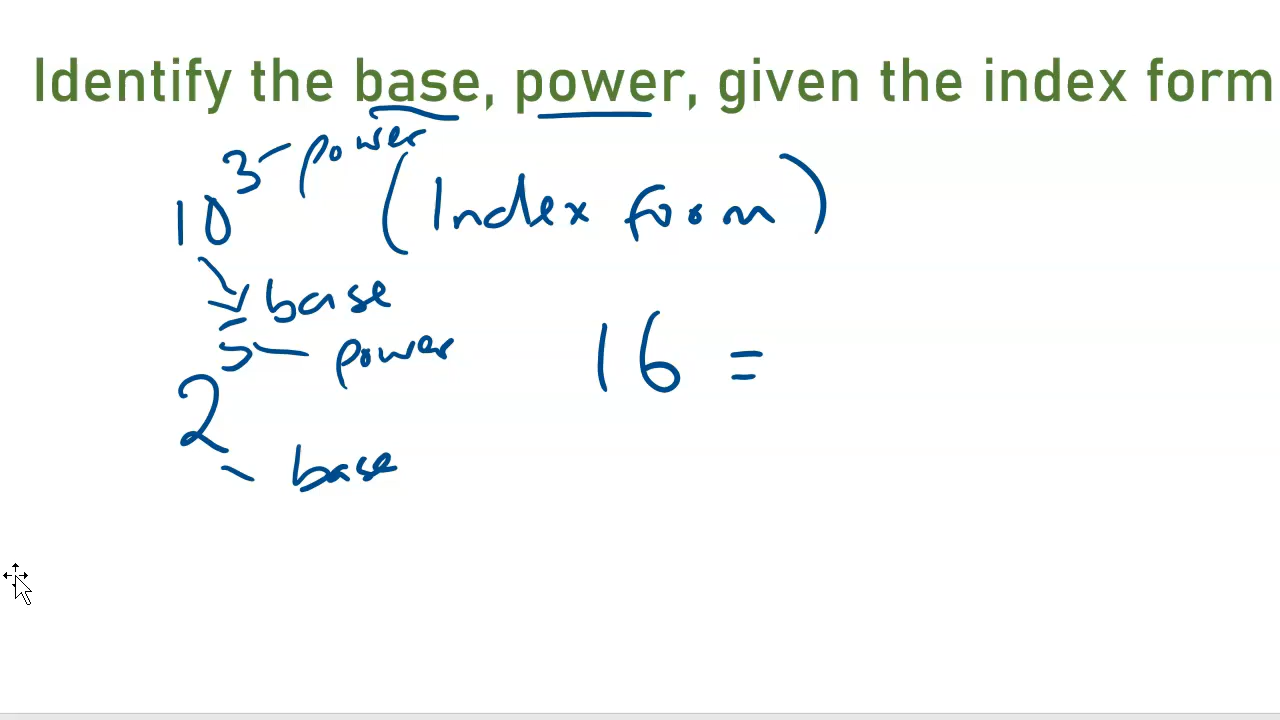 Identify the base, power, given the index form
10³ - power (Index form)
base
2⁵ - power 16 =
- base